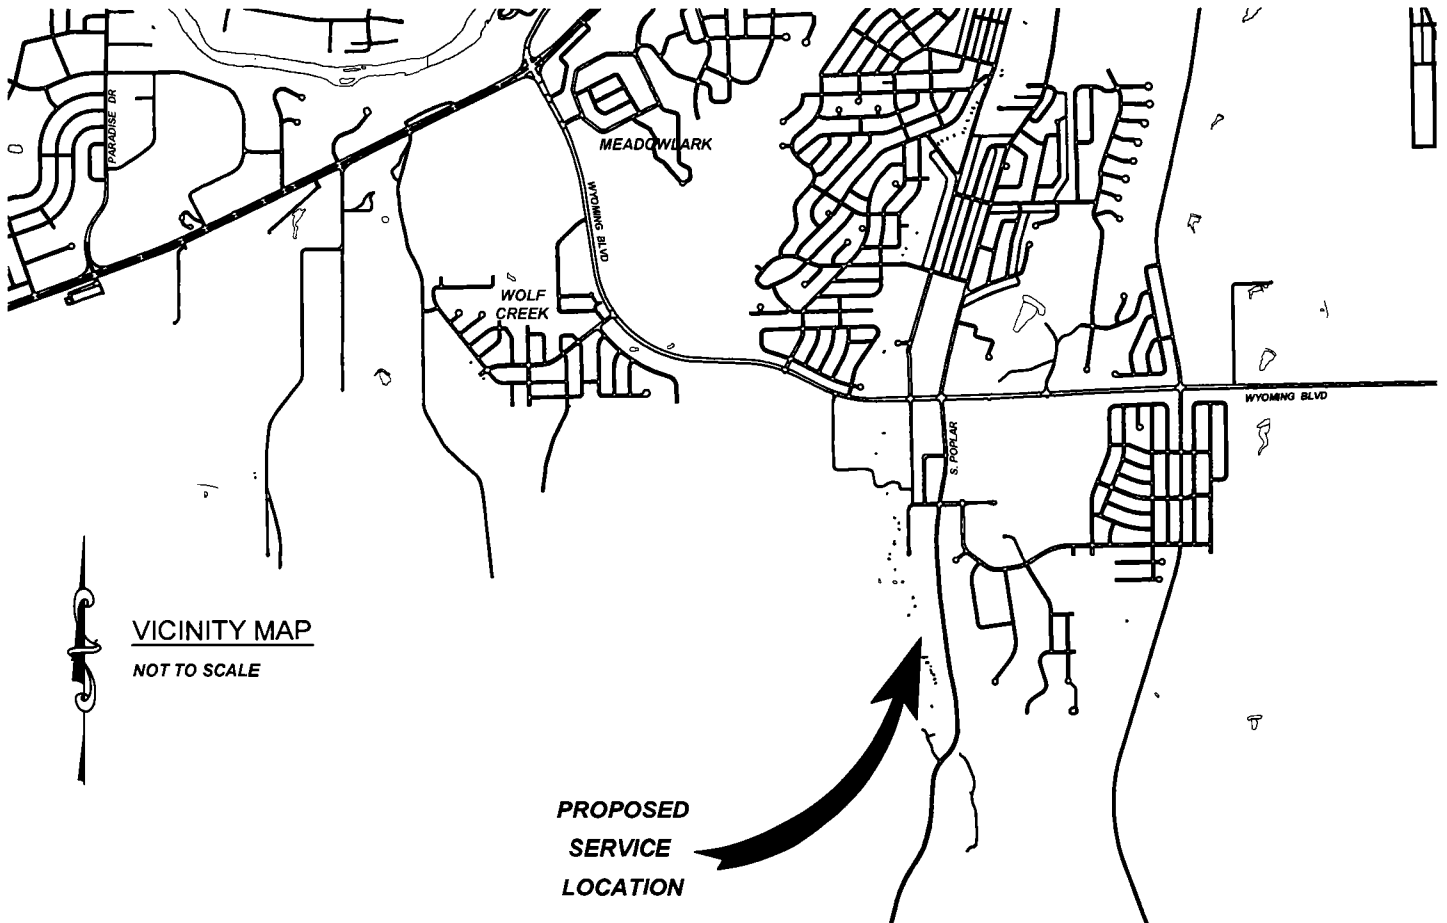 PARADISE DR
MEADOWLARK
WYOMING BLVD
WOLF
CREEK
WYOMING BLVD
S. POPLAR
VICINITY MAP
NOT TO SCALE
PROPOSED
SERVICE
LOCATION